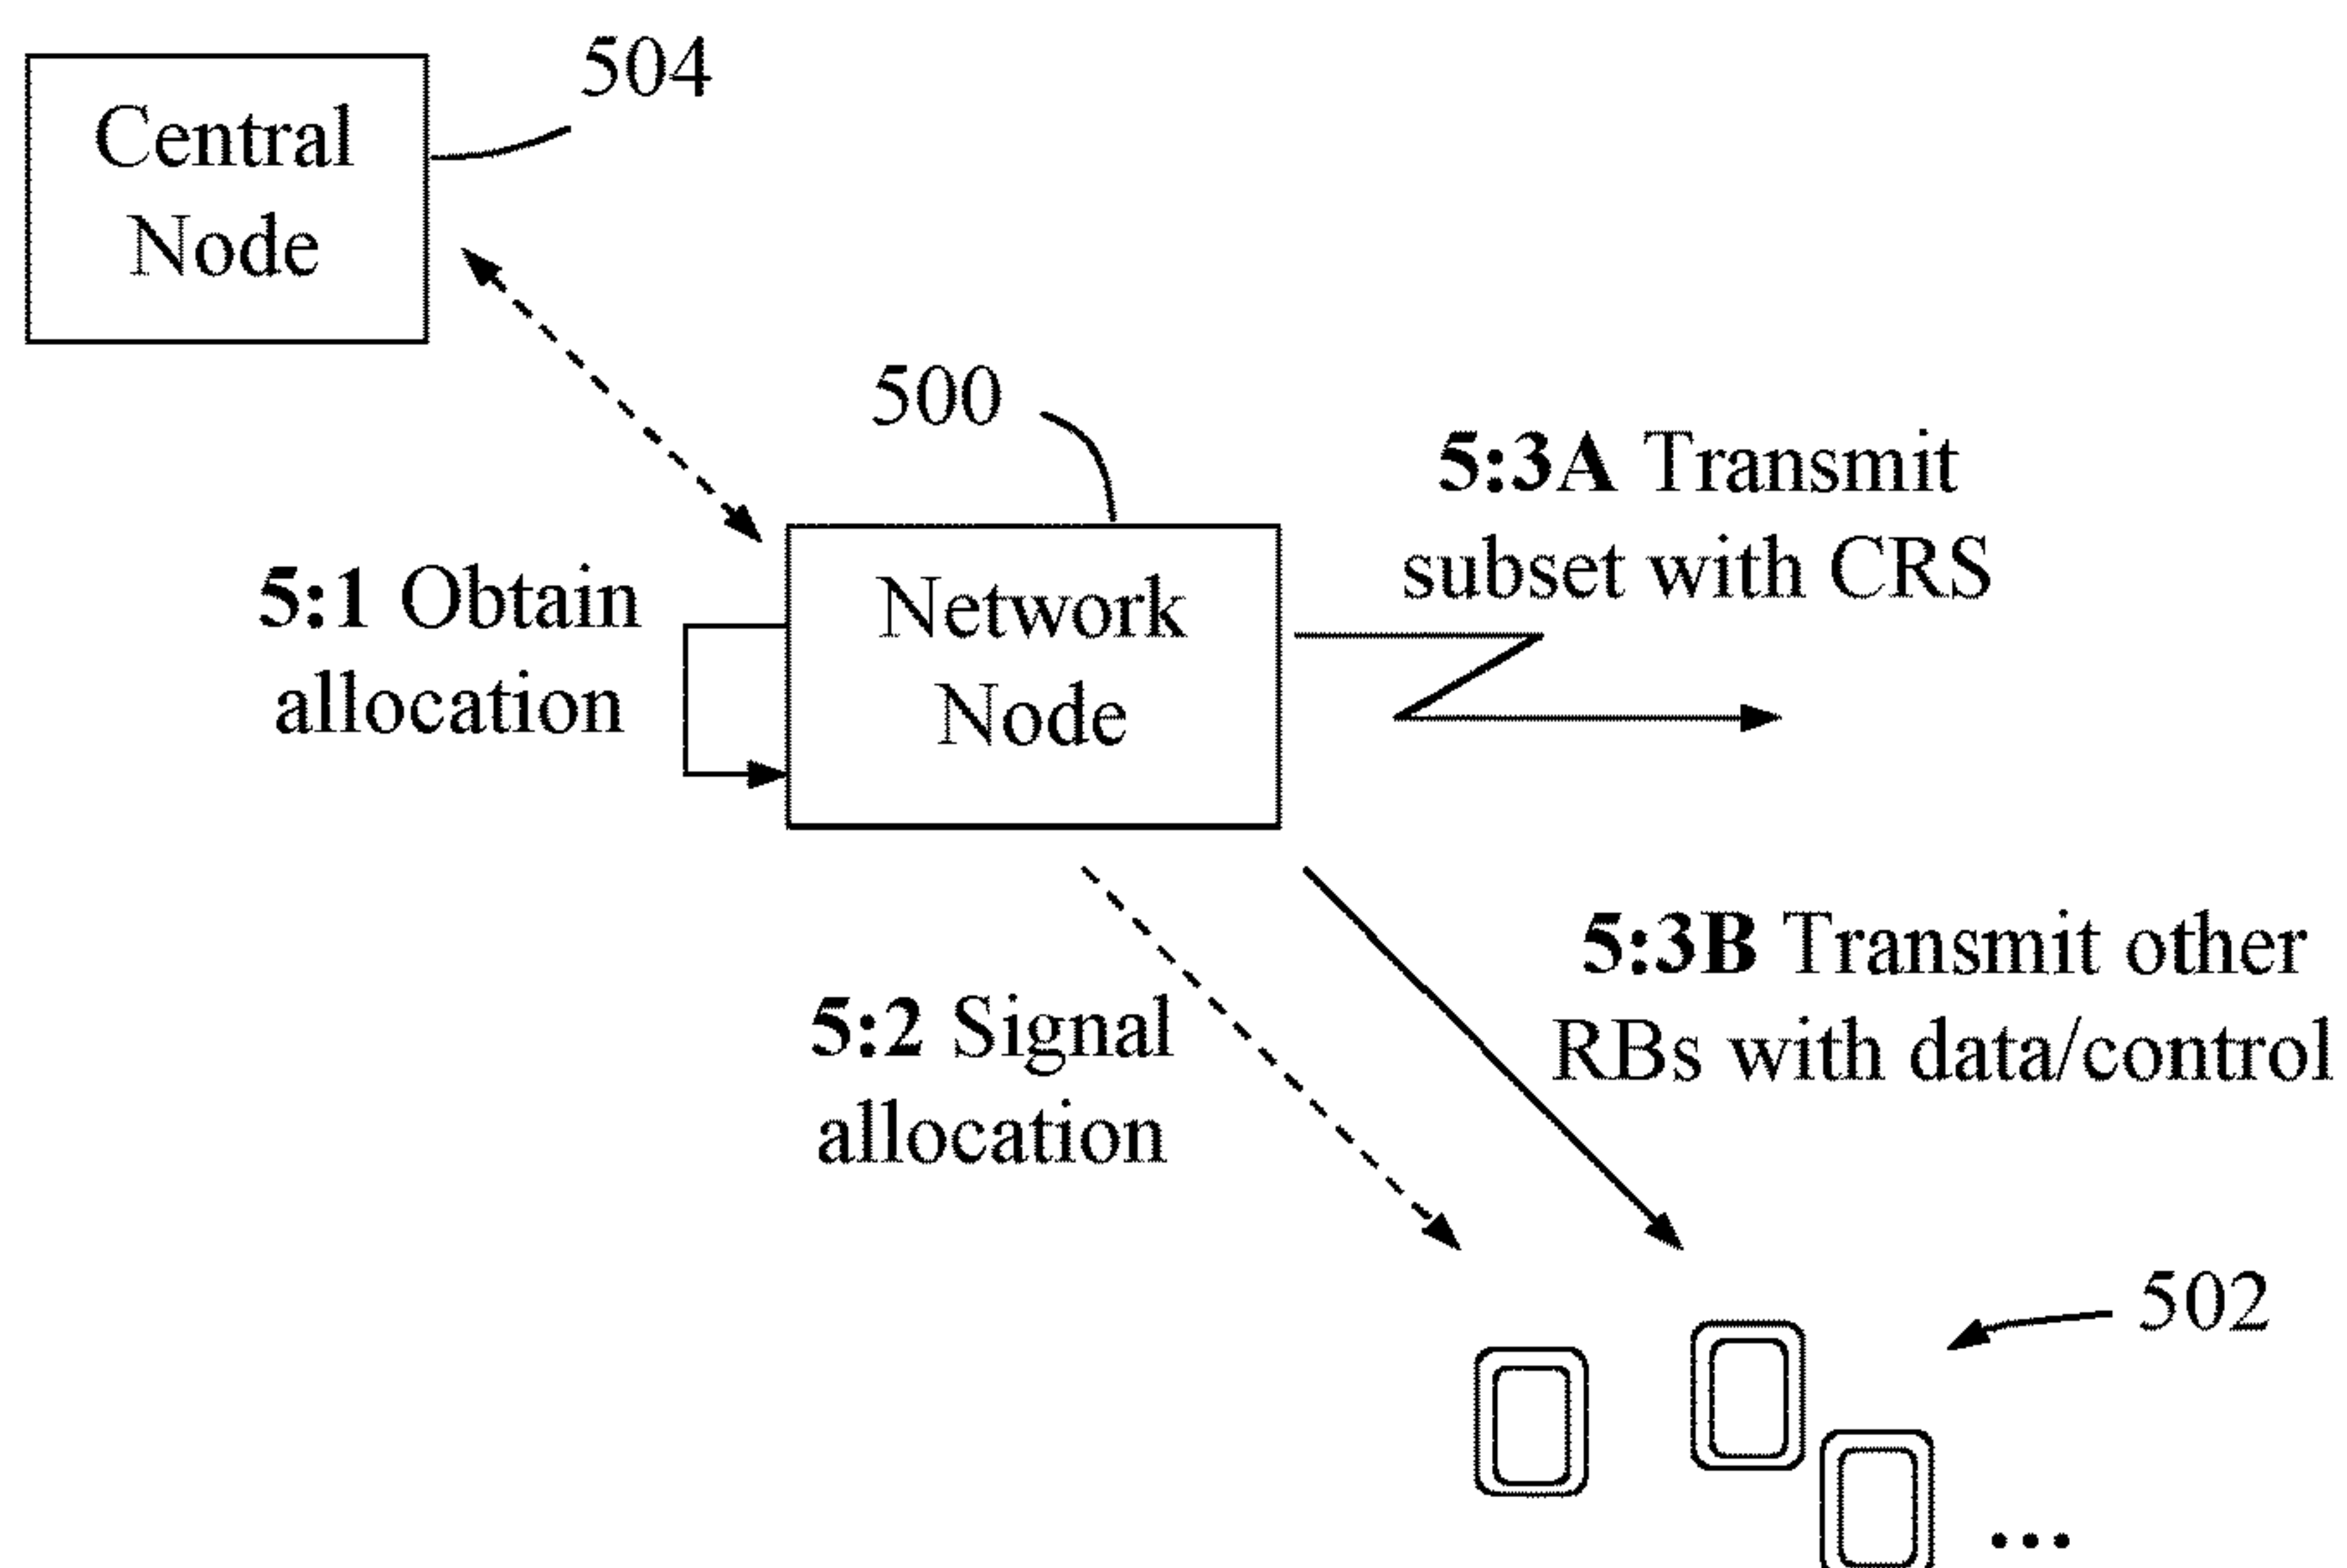 Central
Node
504
500
5:1 Obtain
allocation
Network
Node
5:3A Transmit
subset with CRS
5:2 Signal
allocation
5:3B Transmit other
RBs with data/control
502
...